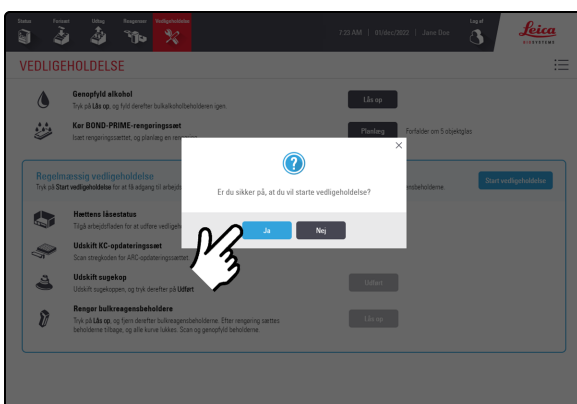 Status Formært Udtag Reagenser Vedligeholdelse
7:23 AM | 01/dec/2022 | Jane Doe
Log af
Leica
BIOSYSTEMS
VEDLIGEHOLDELSE
Genopfyld alkohol
Tryk på Lås op, og fyld derefter bulkalkoholbeholderen igen.
Lås op
Kør BOND-PRIME-rengøringssæt
Isæt rengøringssættet, og planlæg en
Planlæg
Forfalder om 5 objektglas
Er du sikker på, at du vil starte vedligeholdelse?
Ja
Nej
Regelmæssig vedligeholdelse
Tryk på Start vedligeholdelse for at få adgang til
Start vedligeholdelse
Hættens låsestatus
Tilgå arbejdsfladen for at udføre
Udskift KC-opdateringssæt
Scan stregkoden for ARC-opdateringssættet
Udskift sugekop
Udskift sugekoppen, og tryk derefter på Udført
Udført
Rengør bulkreagensbeholdere
Tryk på Lås op, og fjern derefter bulkreagensbeholderne. Efter rengøring sættes
beholderne tilbage, og alle kurve lukkes. Scan og genopfyld beholderne.
Lås op